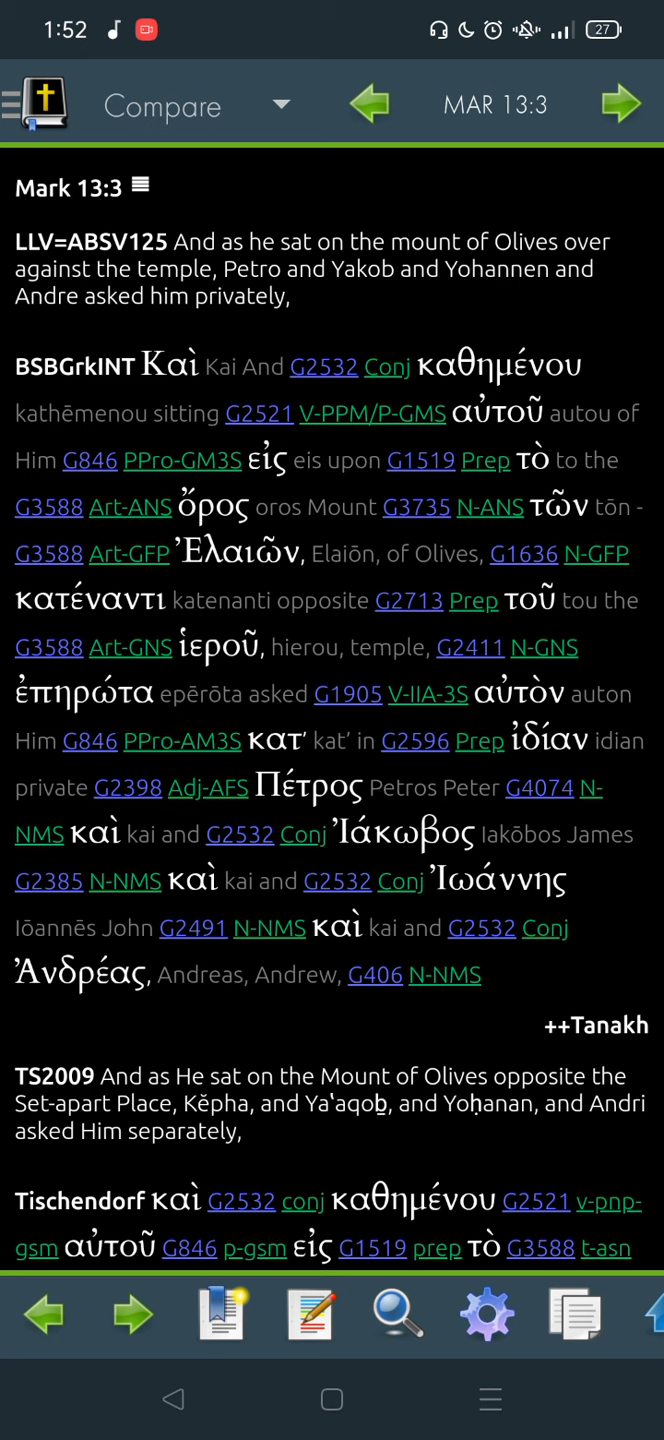 1:52
27
Compare
MAR 13:3
Mark 13:3
LLV=ABSV125 And as he sat on the mount of Olives over
against the temple, Petro and Yakob and Yohannen and
Andre asked him privately,
BSBGrkINT Καὶ Kai And G2532 Conj καθημένου
kathēmenou sitting G2521 V-PPM/P-GMS αὐτοῦ autou of
Him G846 PPro-GM3S εἰς eis upon G1519 Prep τὸ to the
G3588 Art-ANS ὄρος oros Mount G3735 N-ANS τῶν tōn -
G3588 Art-GFP Ἐλαιῶν, Elaiōn, of Olives, G1636 N-GFP
κατέναντι katenanti opposite G2713 Prep τοῦ tou the
G3588 Art-GNS ἱεροῦ, hierou, temple, G2411 N-GNS
ἐπηρώτα epērōta asked G1905 V-IIA-3S αὐτὸν auton
Him G846 PPro-AM3S κατ’ kat’ in G2596 Prep ἰδίαν idian
private G2398 Adj-AFS Πέτρος Petros Peter G4074 N-
NMS καὶ kai and G2532 Conj Ἰάκωβος Iakōbos James
G2385 N-NMS καὶ kai and G2532 Conj Ἰωάννης
Iōannēs John G2491 N-NMS καὶ kai and G2532 Conj
Ἀνδρέας, Andreas, Andrew, G406 N-NMS
++Tanakh
TS2009 And as He sat on the Mount of Olives opposite the
Set-apart Place, Kĕpha, and Yaʽaqoḇ, and Yoḥanan, and Andri
asked Him separately,
Tischendorf καὶ G2532 conj καθημένου G2521 v-pnp-
gsm αὐτοῦ G846 p-gsm εἰς G1519 prep τὸ G3588 t-asn